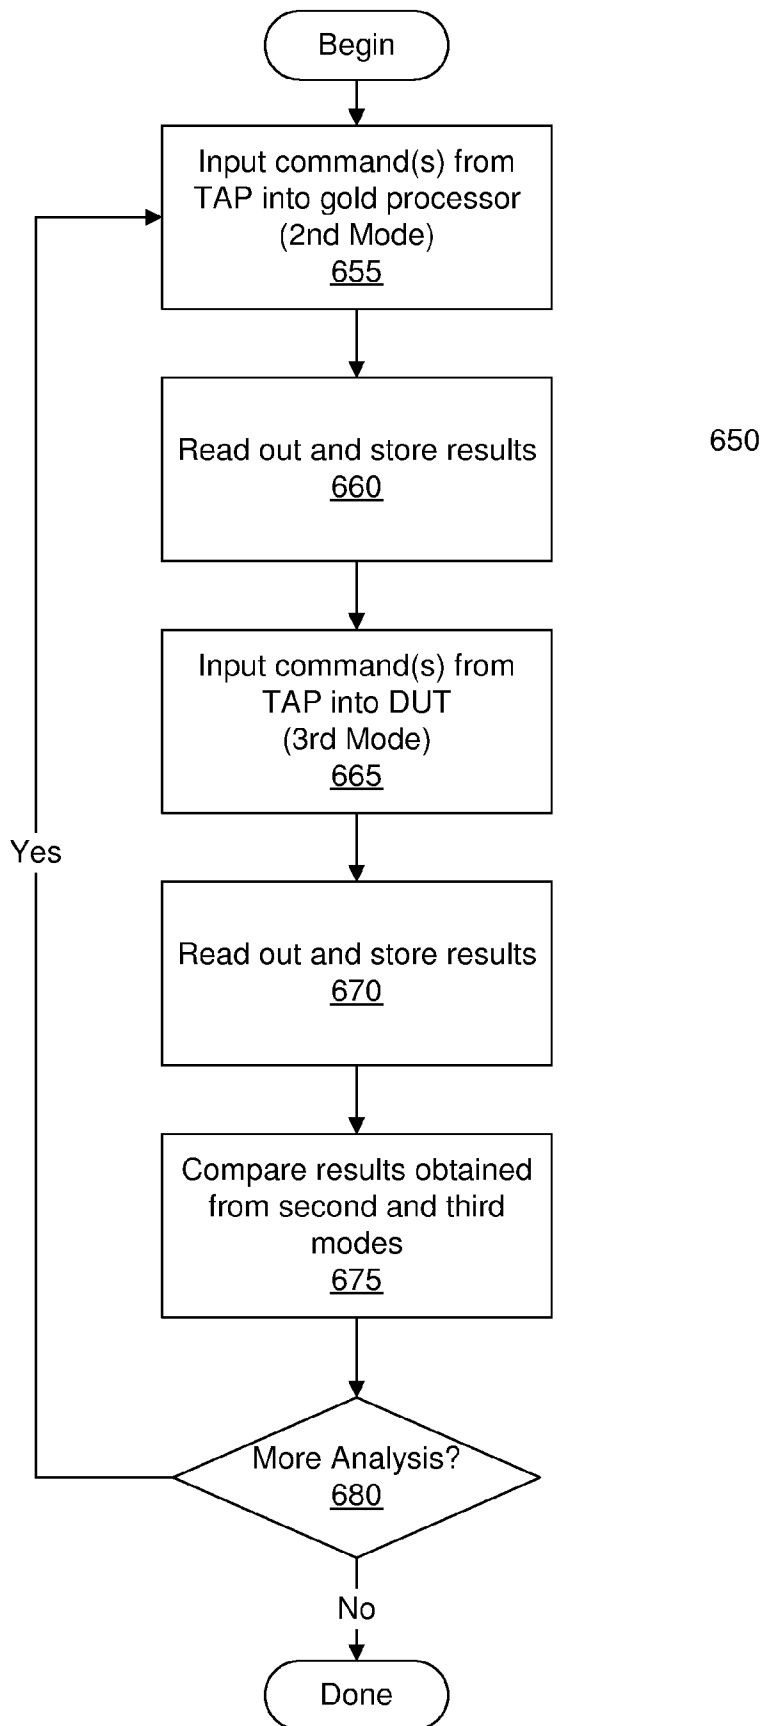 Begin
Input command(s) from
TAP into gold processor
(2nd Mode)
655
Read out and store results
660
650
Input command(s) from
TAP into DUT
(3rd Mode)
665
Yes
Read out and store results
670
Compare results obtained
from second and third
modes
675
More Analysis?
680
No
Done